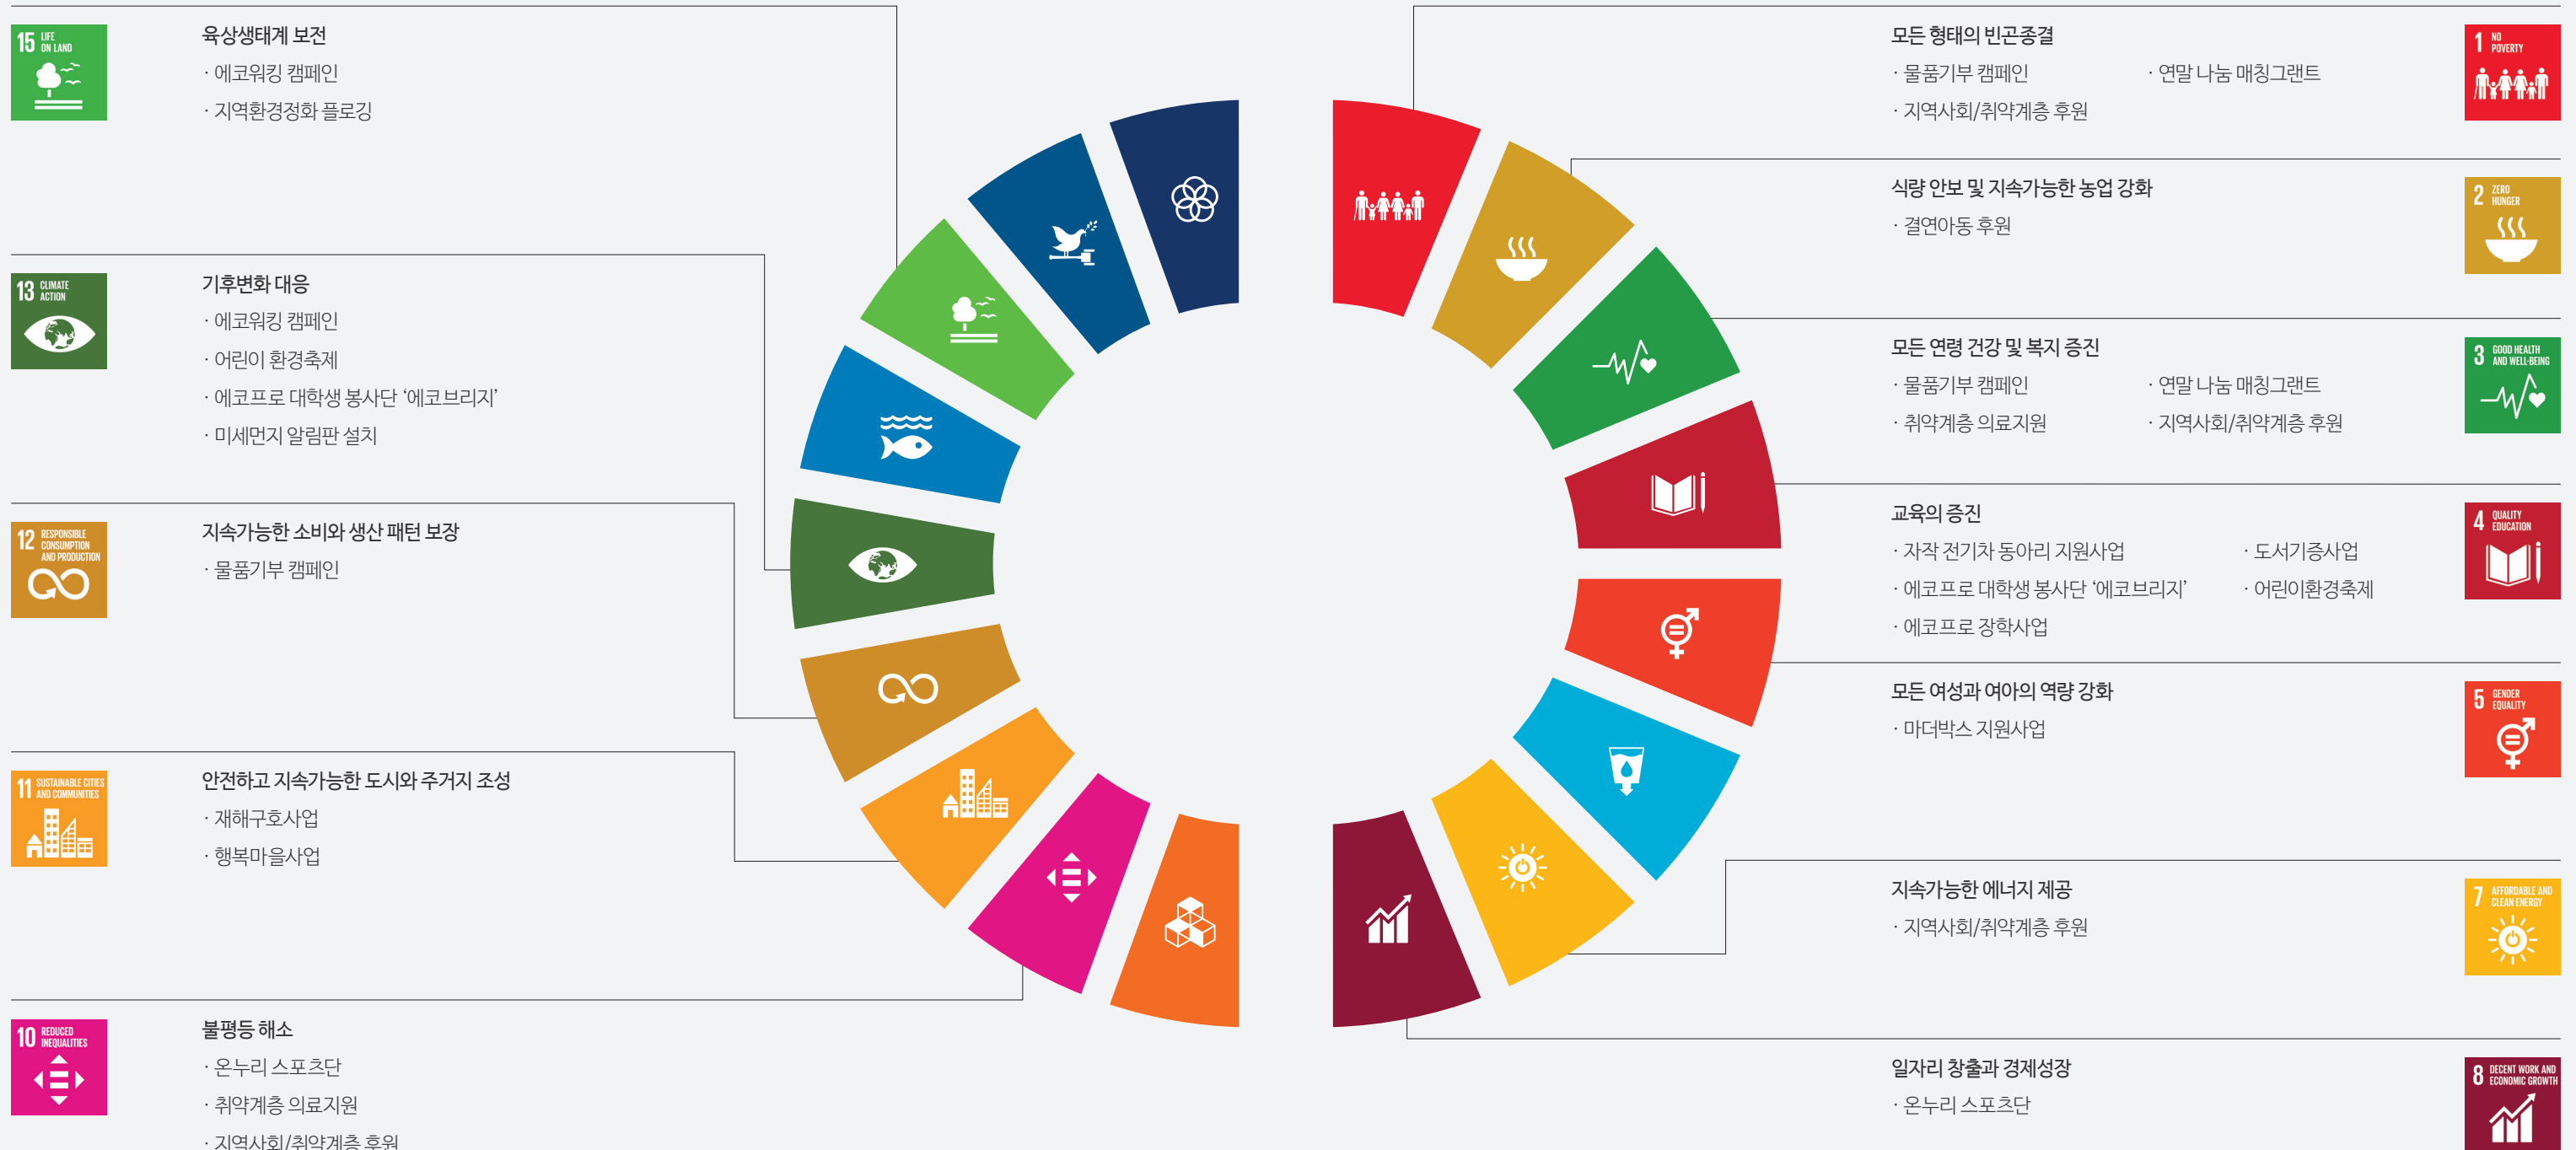 15 LIFE
ON LAND
육상생태계 보전
· 에코워킹 캠페인
· 지역환경정화 플로깅
13 CLIMATE
ACTION
기후변화 대응
· 에코워킹 캠페인
· 어린이 환경축제
· 에코프로 대학생 봉사단 ‘에코브리지’
· 미세먼지 알림판 설치
12 RESPONSIBLE
CONSUMPTION
AND PRODUCTION
지속가능한 소비와 생산 패턴 보장
· 물품기부 캠페인
11 SUSTAINABLE CITIES
AND COMMUNITIES
안전하고 지속가능한 도시와 주거지 조성
· 재해구호사업
· 행복마을사업
10 REDUCED
INEQUALITIES
불평등 해소
· 온누리 스포츠단
· 취약계층 의료지원
· 지역사회/취약계층 후원
모든 형태의 빈곤종결
· 물품기부 캠페인 · 연말 나눔 매칭그랜트
· 지역사회/취약계층 후원
1 NO
POVERTY
식량 안보 및 지속가능한 농업 강화
· 결연아동 후원
2 ZERO
HUNGER
모든 연령 건강 및 복지 증진
· 물품기부 캠페인 · 연말 나눔 매칭그랜트
· 취약계층 의료지원 · 지역사회/취약계층 후원
3 GOOD HEALTH
AND WELL-BEING
교육의 증진
· 자작 전기차 동아리 지원사업 · 도서기증사업
· 에코프로 대학생 봉사단 ‘에코브리지’ · 어린이환경축제
· 에코프로 장학사업
4 QUALITY
EDUCATION
모든 여성과 여아의 역량 강화
· 마더박스 지원사업
5 GENDER
EQUALITY
지속가능한 에너지 제공
· 지역사회/취약계층 후원
7 AFFORDABLE AND
CLEAN ENERGY
일자리 창출과 경제성장
· 온누리 스포츠단
8 DECENT WORK AND
ECONOMIC GROWTH